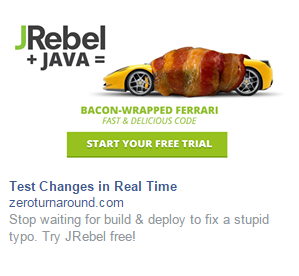 JRebel
+ JAVA =
BACON-WRAPPED FERRARI
FAST & DELICIOUS CODE
START YOUR FREE TRIAL
Test Changes in Real Time
zeroturnaround.com
Stop waiting for build & deploy to fix a stupid
typo. Try JRebel free!